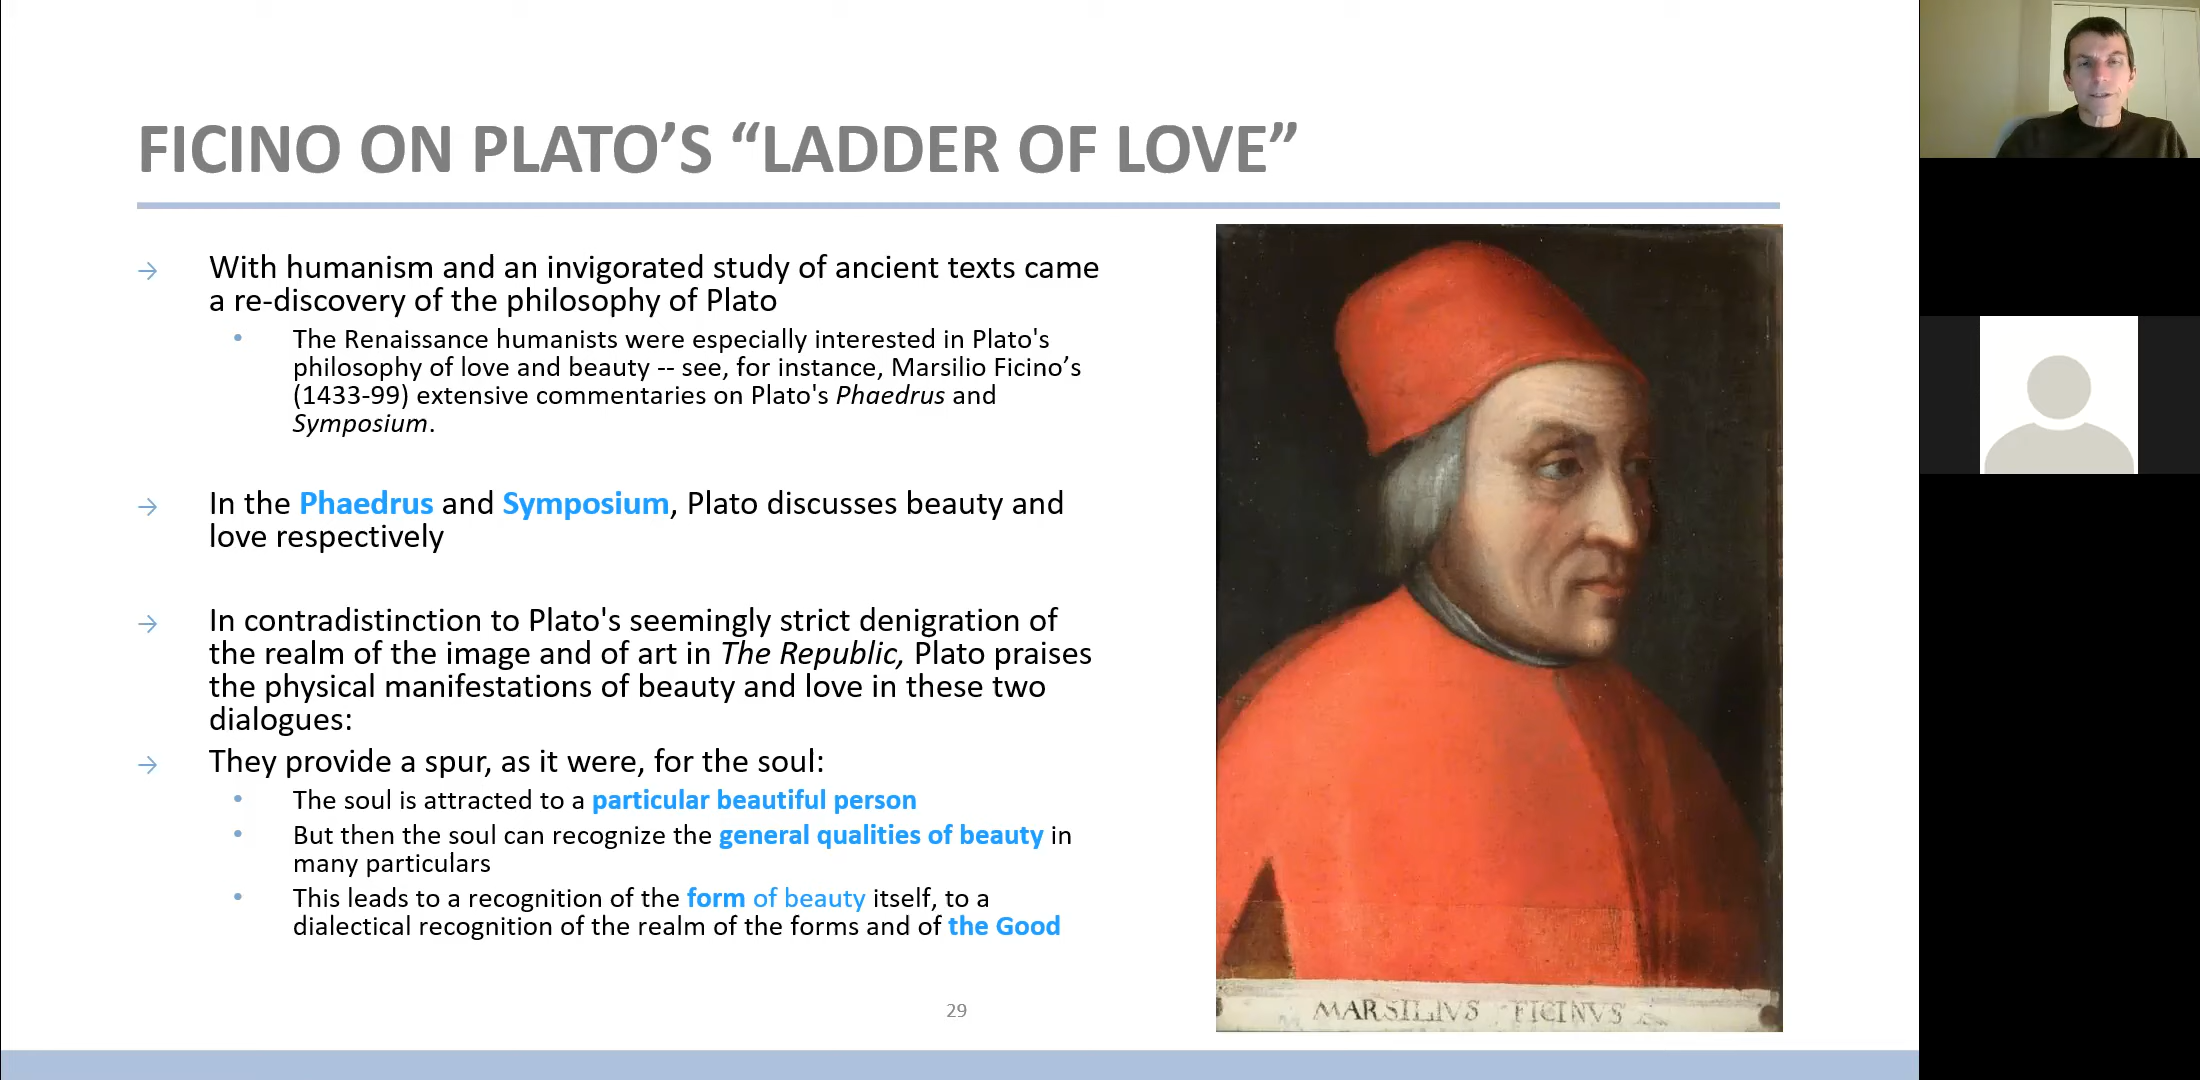 FICINO ON PLATO’S “LADDER OF LOVE”
With humanism and an invigorated study of ancient texts came
a re-discovery of the philosophy of Plato
The Renaissance humanists were especially interested in Plato's
philosophy of love and beauty -- see, for instance, Marsilio Ficino’s
(1433-99) extensive commentaries on Plato's Phaedrus and
Symposium.
In the Phaedrus and Symposium, Plato discusses beauty and
love respectively
In contradistinction to Plato's seemingly strict denigration of
the realm of the image and of art in The Republic, Plato praises
the physical manifestations of beauty and love in these two
dialogues:
They provide a spur, as it were, for the soul:
The soul is attracted to a particular beautiful person
But then the soul can recognize the general qualities of beauty in
many particulars
This leads to a recognition of the form of beauty itself, to a
dialectical recognition of the realm of the forms and of the Good
29
MARSILIVS FICINVS